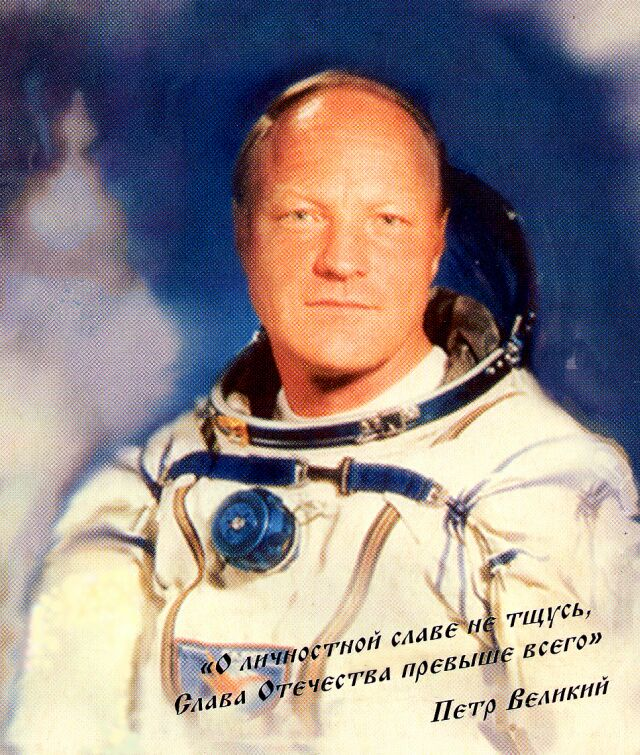 «О личностной славе не тщусь,
Слава Отечества превыше всего»
Петр Великий